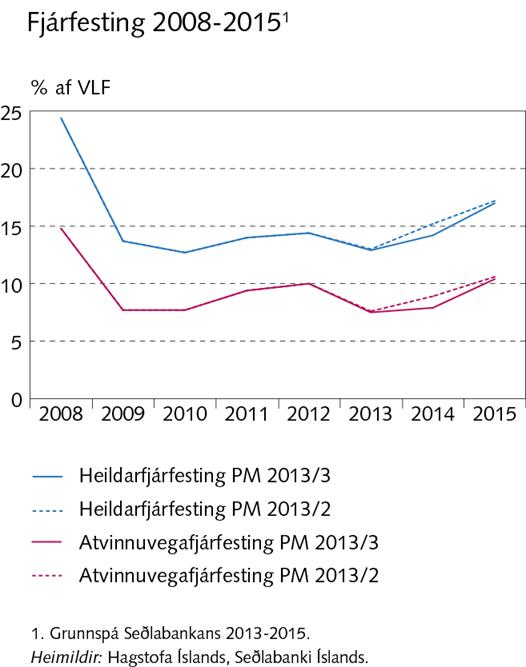 Fjárfesting 2008-2015¹
% af VLF
25
20
15
10
5
0
2008 2009 2010 2011 2012 2013 2014 2015
Heildarfjárfesting PM 2013/3
Heildarfjárfesting PM 2013/2
Atvinnuvegafjárfesting PM 2013/3
Atvinnuvegafjárfesting PM 2013/2
1. Grunnspá Seðlabankans 2013-2015.
Heimildir: Hagstofa Íslands, Seðlabanki Íslands.